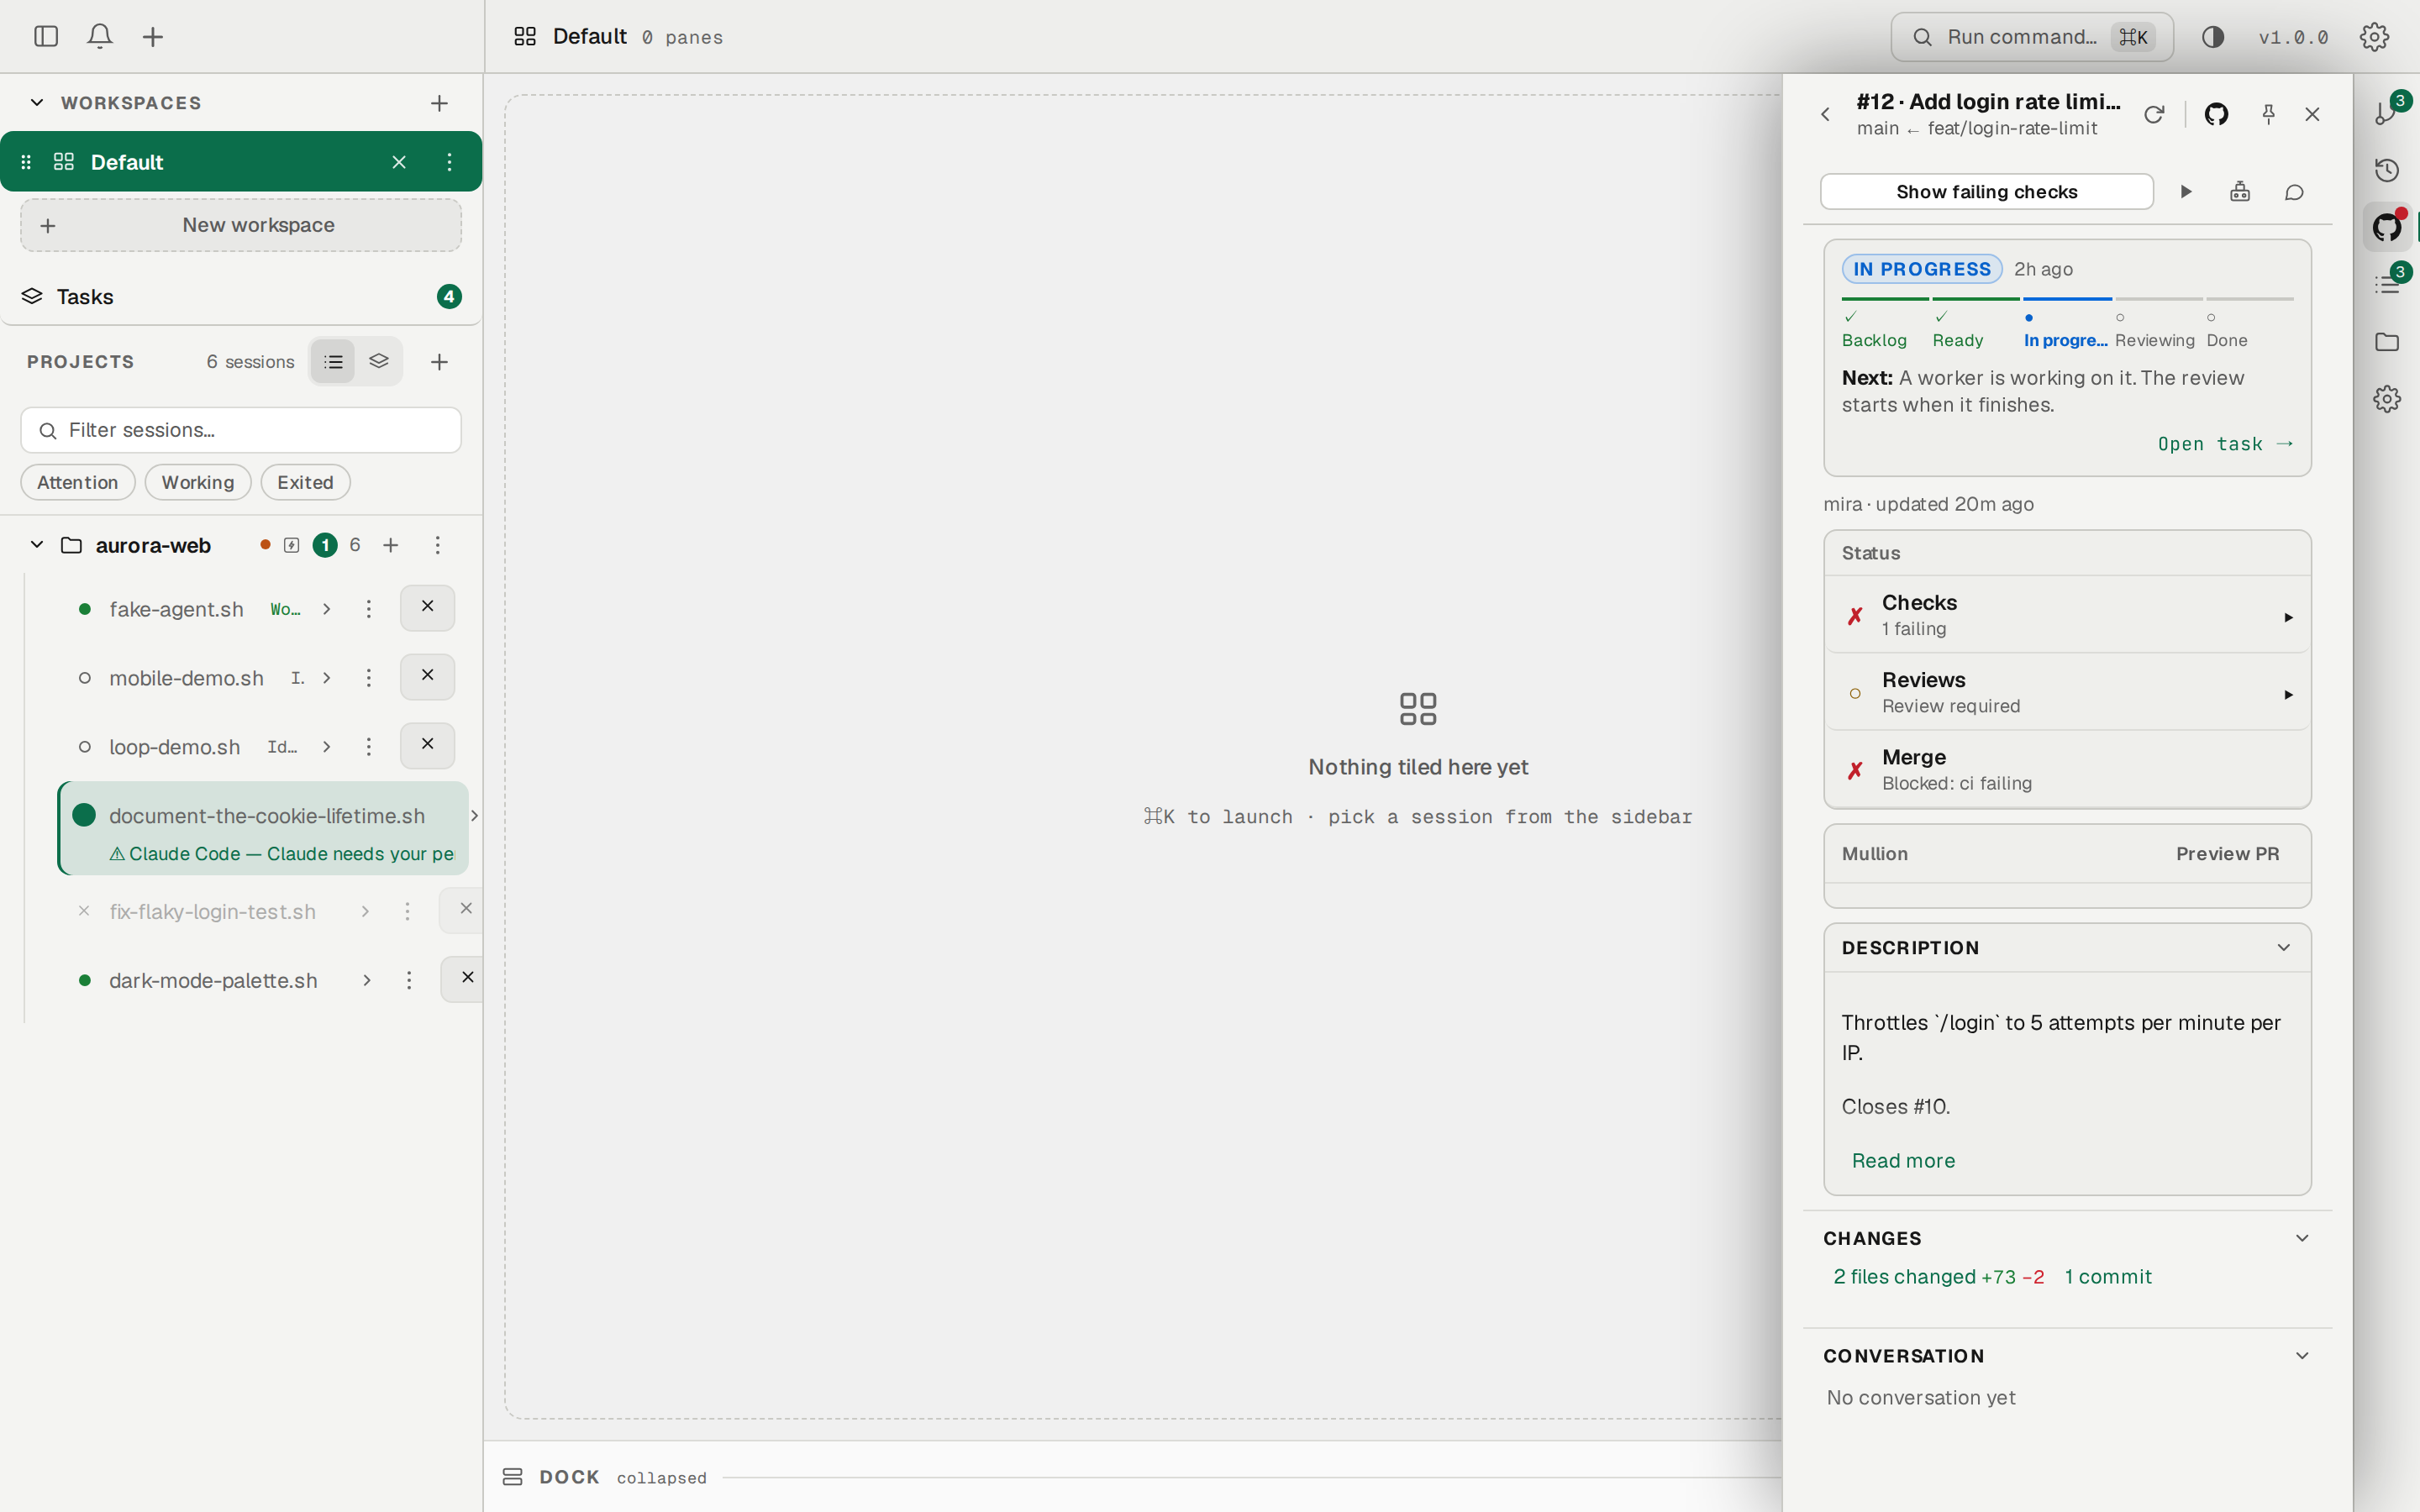 Default 0 panes
Run command... ⌘K
v1.0.0
WORKSPACES
Default
New workspace
Tasks
4
PROJECTS
6 sessions
Filter sessions...
Attention
Working
Exited
aurora-web
1
6
fake-agent.sh Wo...
mobile-demo.sh I.
loop-demo.sh Id...
document-the-cookie-lifetime.sh
⚠ Claude Code — Claude needs your pe
fix-flaky-login-test.sh
dark-mode-palette.sh
Nothing tiled here yet
⌘K to launch · pick a session from the sidebar
DOCK collapsed
#12 · Add login rate limi...
main ← feat/login-rate-limit
Show failing checks
IN PROGRESS 2h ago
✓ ✓ ● ○ ○
Backlog Ready In progre... Reviewing Done
Next: A worker is working on it. The review
starts when it finishes.
Open task →
mira · updated 20m ago
Status
✗ Checks
1 failing
○ Reviews
Review required
✗ Merge
Blocked: ci failing
Mullion Preview PR
DESCRIPTION
Throttles `/login` to 5 attempts per minute per
IP.
Closes #10.
Read more
CHANGES
2 files changed +73 −2 1 commit
CONVERSATION
No conversation yet
3
3